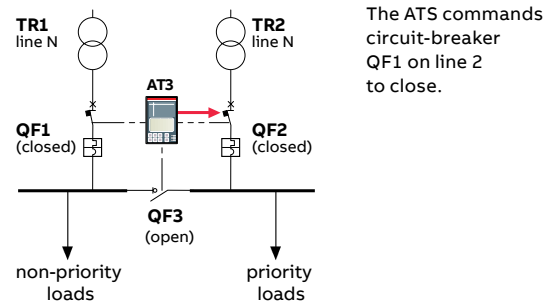 TR1
line N
TR2
line N
The ATS commands
circuit-breaker
QF1 on line 2
to close.
AT3
QF1
(closed)
QF2
(closed)
QF3
(open)
non-priority
loads
priority
loads